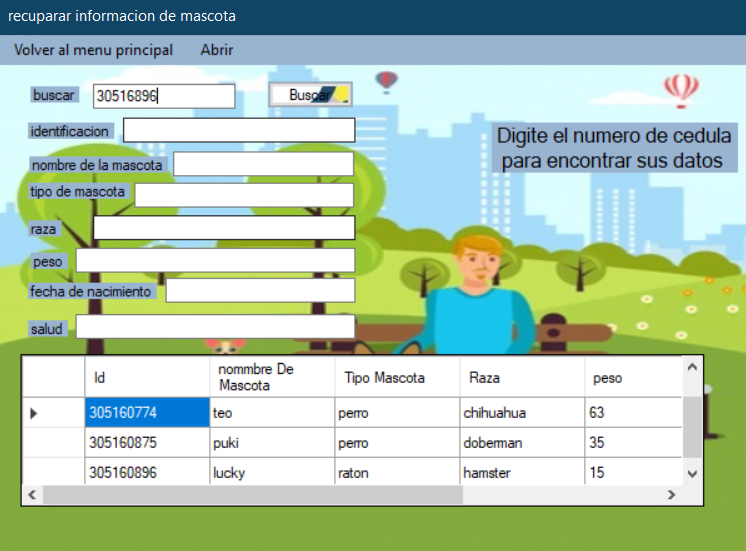 recuparar informacion de mascota
Volver al menu principal Abrir
buscar 30516896 Buscar
identificacion
Digite el numero de cedula
para encontrar sus datos
nombre de la mascota
tipo de mascota
raza
peso
fecha de nacimiento
salud
Id nommbre De Mascota Tipo Mascota Raza peso
305160774 teo perro chihuahua 63
305160875 puki perro doberman 35
305160896 lucky raton hamster 15